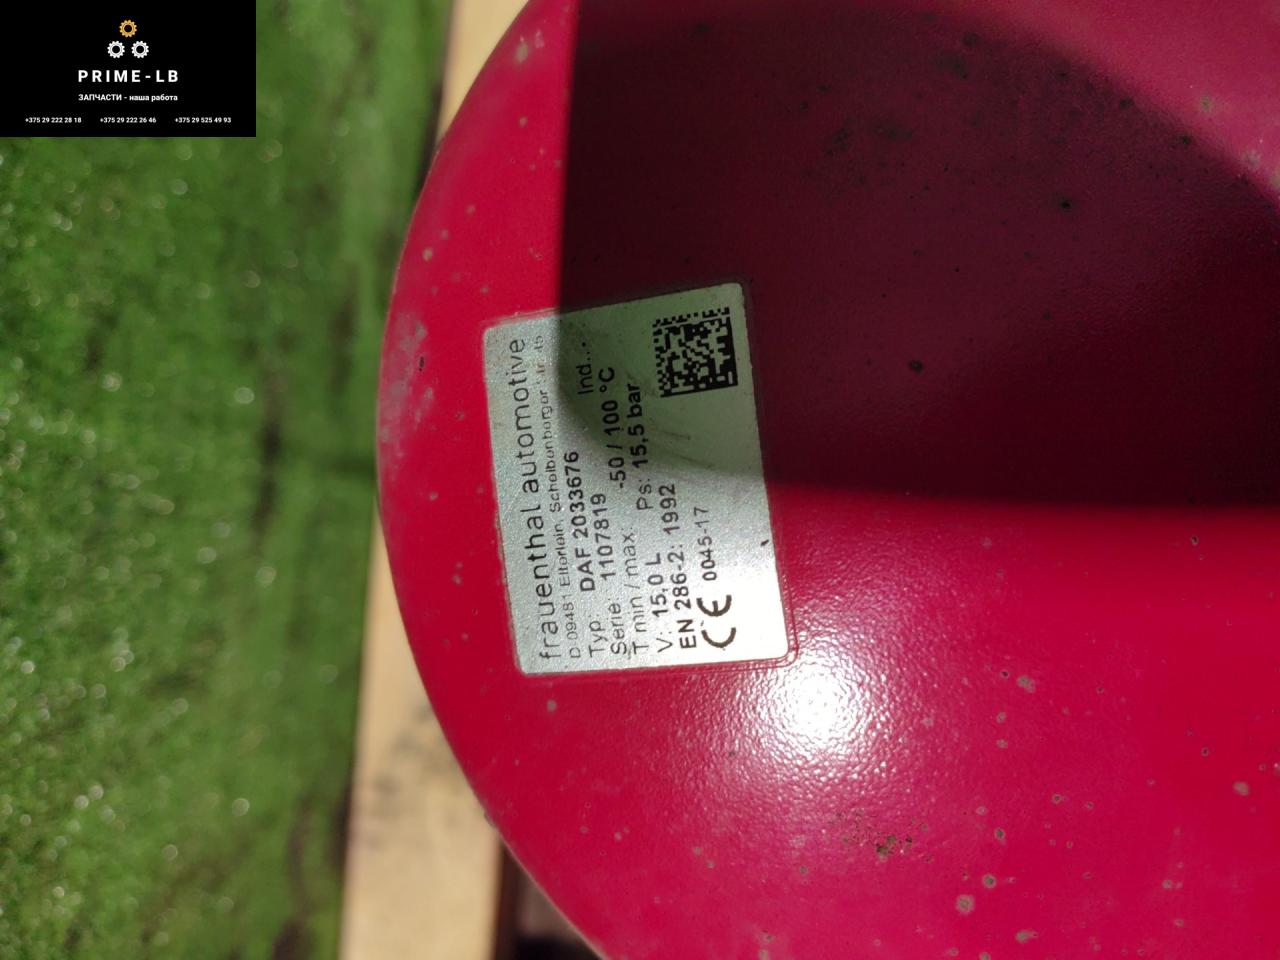 PRIME-LB
ЗАПЧАСТИ - наша работа
+375 29 222 28 18 +375 29 222 26 46 +375 29 525 49 93
frauenthal automotive
D 09481 Elterlein, Scheibenberger Str. 45
Typ: DAF 2033676 Ind...
Serie: 1107819
T min / max: -50 / 100 °C
V: 15,0 L Ps: 15,5 bar
EN 286-2: 1992
CE 0045-17